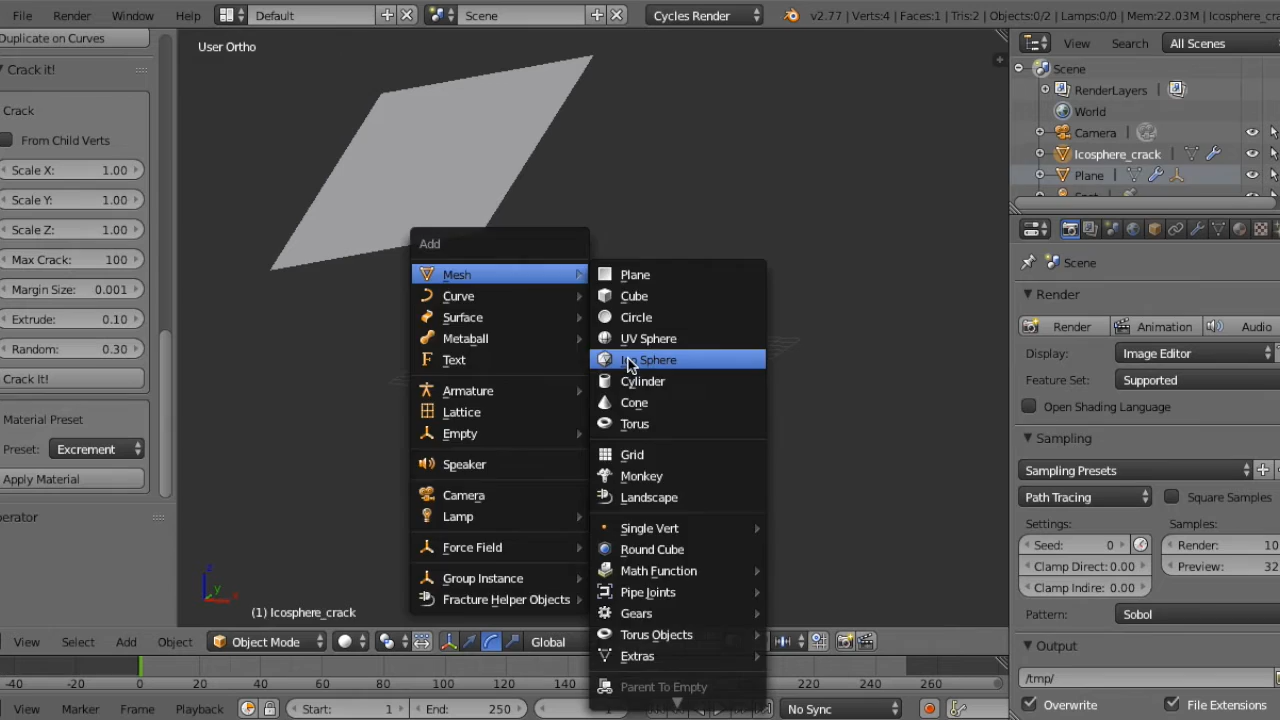 File Render Window Help Default Scene Cycles Render v2.77 | Verts:4 | Faces:1 | Tris:2 | Objects:0/2 | Lamps:0/0 | Mem:22.03M |
Duplicate on Curves
Crack it!
Crack
From Child Verts
Scale X: 1.00
Scale Y: 1.00
Scale Z: 1.00
Max Crack: 100
Margin Size: 0.001
Extrude: 0.10
Random: 0.30
Crack It!
Material Preset
Preset: Excrement
Apply Material
User Ortho
Add
Mesh
Curve
Surface
Metaball
Text
Armature
Lattice
Empty
Speaker
Camera
Lamp
Force Field
Group Instance
Fracture Helper Objects
Plane
Cube
Circle
UV Sphere
Sphere
Cylinder
Cone
Torus
Grid
Monkey
Landscape
Single Vert
Round Cube
Math Function
Pipe Joints
Gears
Torus Objects
Extras
Parent To Empty
z
y
x
(1) Icosphere_crack
View Select Add Object Object Mode Global
-40 -20 0 20 40 60 80 100 120 140 160 180 200 220 240 260
View Marker Frame Playback Start: 1 End: 250 No Sync
View Search All Scenes
Scene
RenderLayers
World
Camera
Icosphere_crack
Plane
Scene
Render
Render Animation Audio
Display: Image Editor
Feature Set: Supported
Open Shading Language
Sampling
Sampling Presets
Path Tracing Square Samples
Settings: Samples:
Seed: 0 Render: 10
Clamp Direct: 0.00 Preview: 32
Clamp Indire: 0.00
Pattern: Sobol
Output
/tmp/
Overwrite File Extensions